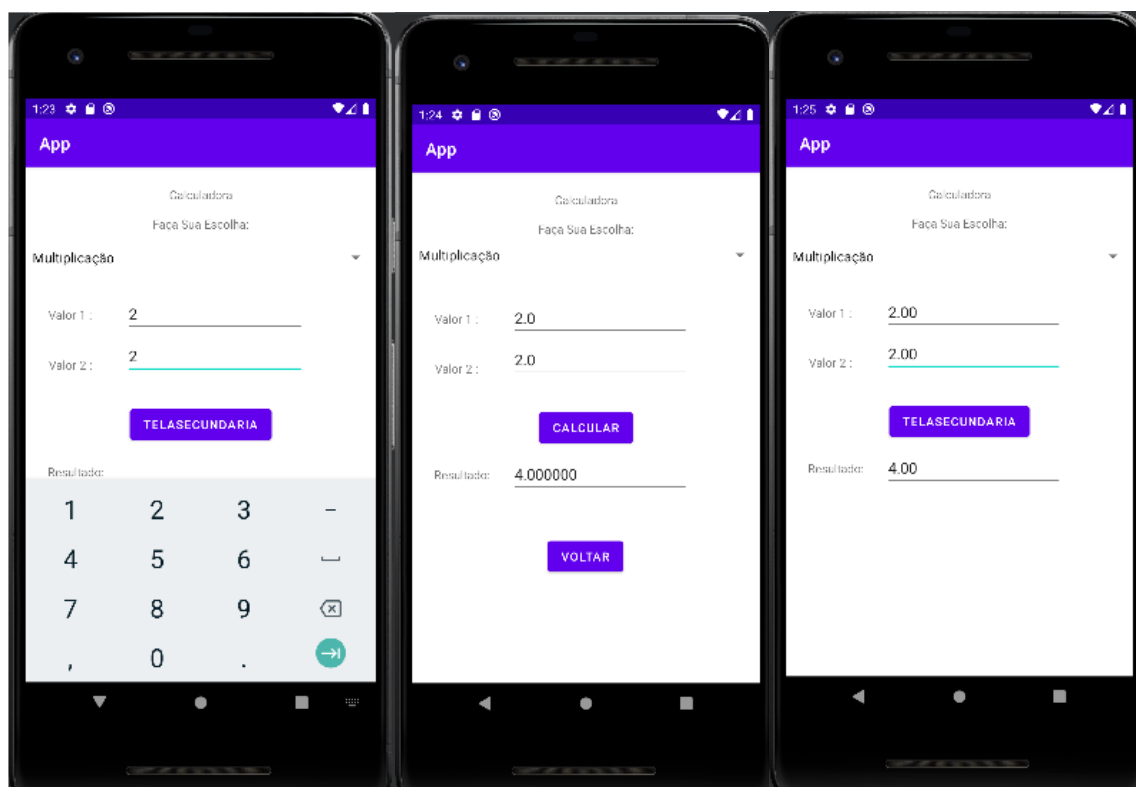 1:23
App
Calculadora
Faça Sua Escolha:
Multiplicação
Valor 1 : 2
Valor 2 : 2
TELASECUNDARIA
Resultado:
1 2 3 -
4 5 6
7 8 9
, 0 .
1:24
App
Calculadora
Faça Sua Escolha:
Multiplicação
Valor 1 : 2.0
Valor 2 : 2.0
CALCULAR
Resultado: 4.000000
VOLTAR
1:25
App
Calculadora
Faça Sua Escolha:
Multiplicação
Valor 1 : 2.00
Valor 2 : 2.00
TELASECUNDARIA
Resultado: 4.00